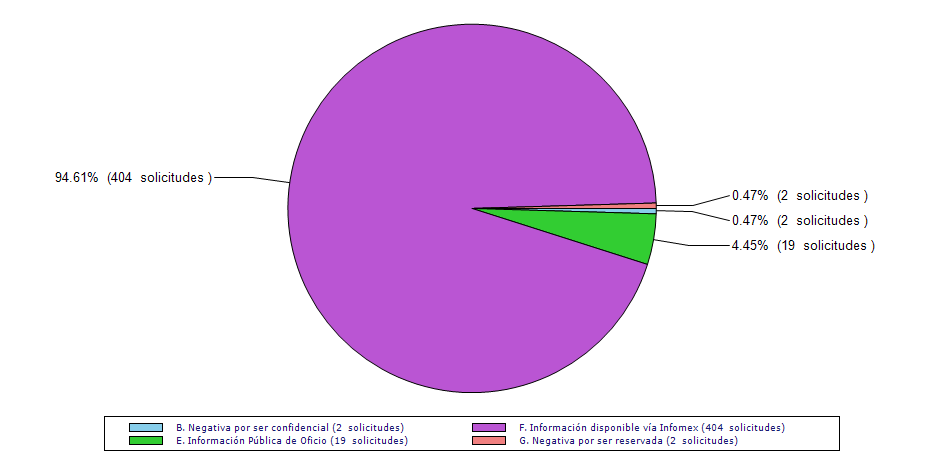 94.61%  (404  solicitudes )
0.47%  (2  solicitudes )
0.47%  (2  solicitudes )
4.45%  (19  solicitudes )
B. Negativa por ser confidencial (2  solicitudes)
F. Información disponible vía Infomex (404  solicitudes)
E. Información Pública de Oficio (19  solicitudes)
G. Negativa por ser reservada (2  solicitudes)